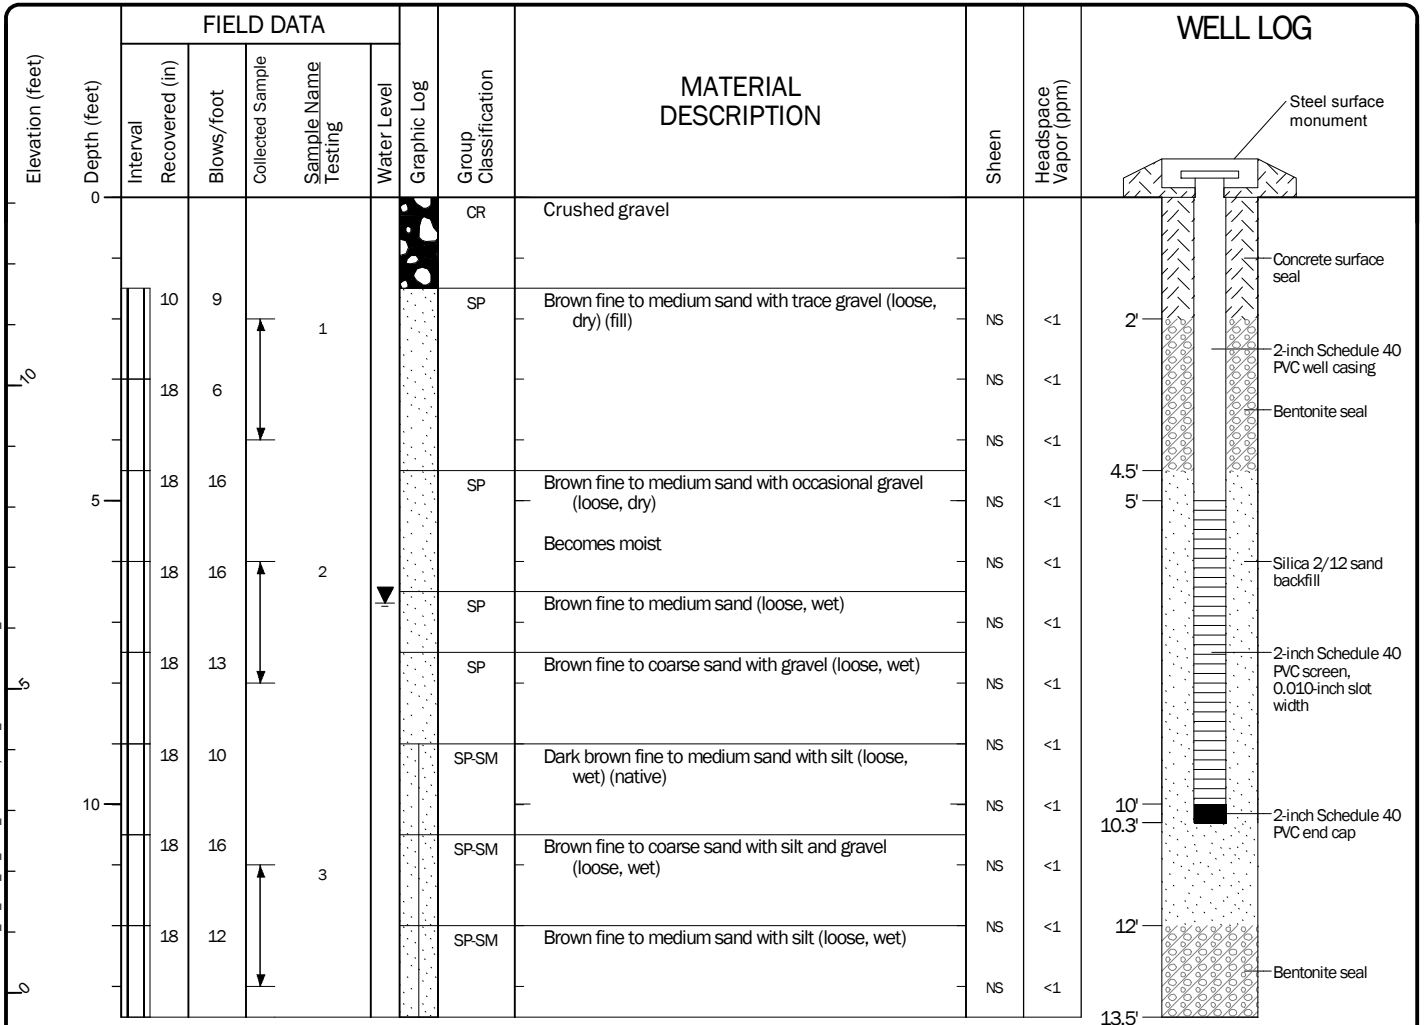 FIELD DATA
WELL LOG
Elevation (feet)
Depth (feet)
Interval
Recovered (in)
Blows/foot
Collected Sample
Sample Name
Testing
Water Level
Graphic Log
Group
Classification
MATERIAL
DESCRIPTION
Sheen
Headspace
Vapor (ppm)
Steel surface
monument
0
CR
Crushed gravel
Concrete surface
seal
10
9
SP
Brown fine to medium sand with trace gravel (loose,
dry) (fill)
1
NS
<1
2'
2-inch Schedule 40
PVC well casing
10
18
6
NS
<1
Bentonite seal
NS
<1
4.5'
18
16
SP
Brown fine to medium sand with occasional gravel
(loose, dry)
5
NS
<1
5'
Becomes moist
18
16
2
NS
<1
Silica 2/12 sand
backfill
SP
Brown fine to medium sand (loose, wet)
NS
<1
18
13
SP
Brown fine to coarse sand with gravel (loose, wet)
2-inch Schedule 40
PVC screen,
0.010-inch slot
width
5
NS
<1
NS
<1
18
10
SP-SM
Dark brown fine to medium sand with silt (loose,
wet) (native)
10
NS
<1
10'
10.3'
2-inch Schedule 40
PVC end cap
18
16
SP-SM
Brown fine to coarse sand with silt and gravel
(loose, wet)
3
NS
<1
NS
<1
12'
18
12
SP-SM
Brown fine to medium sand with silt (loose, wet)
Bentonite seal
0
NS
<1
13.5'